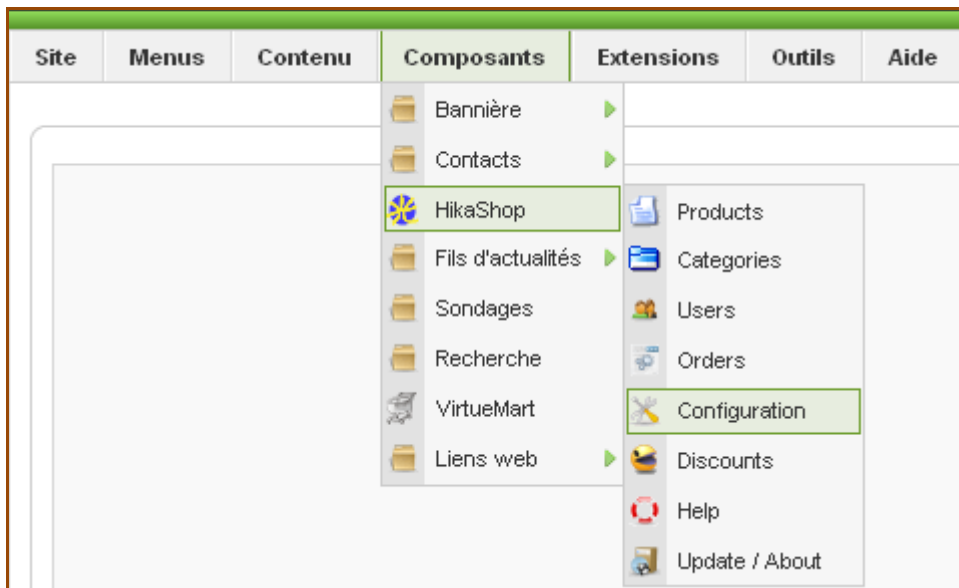 Site Menus Contenu Composants Extensions Outils Aide
Bannière
Contacts
HikaShop
Fils d'actualités
Sondages
Recherche
VirtueMart
Liens web
Products
Categories
Users
Orders
Configuration
Discounts
Help
Update / About